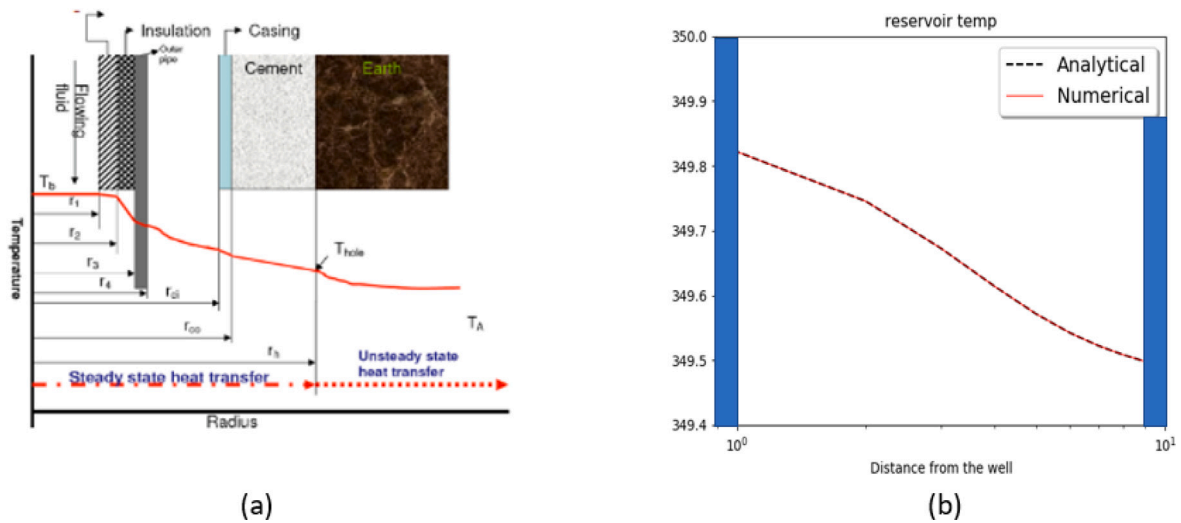 Insulation
Casing
Outer
pipe
Flowing
fluid
Cement
Earth
T_b
r_1
r_2
T_hole
r_3
r_4
r_ci
T_A
r_co
r_h
Temperature
Unsteady state
heat transfer
Steady state heat transfer
Radius
(a)
reservoir temp
350.0
349.9
349.8
349.7
349.6
349.5
349.4
Analytical
Numerical
10^0
10^1
Distance from the well
(b)